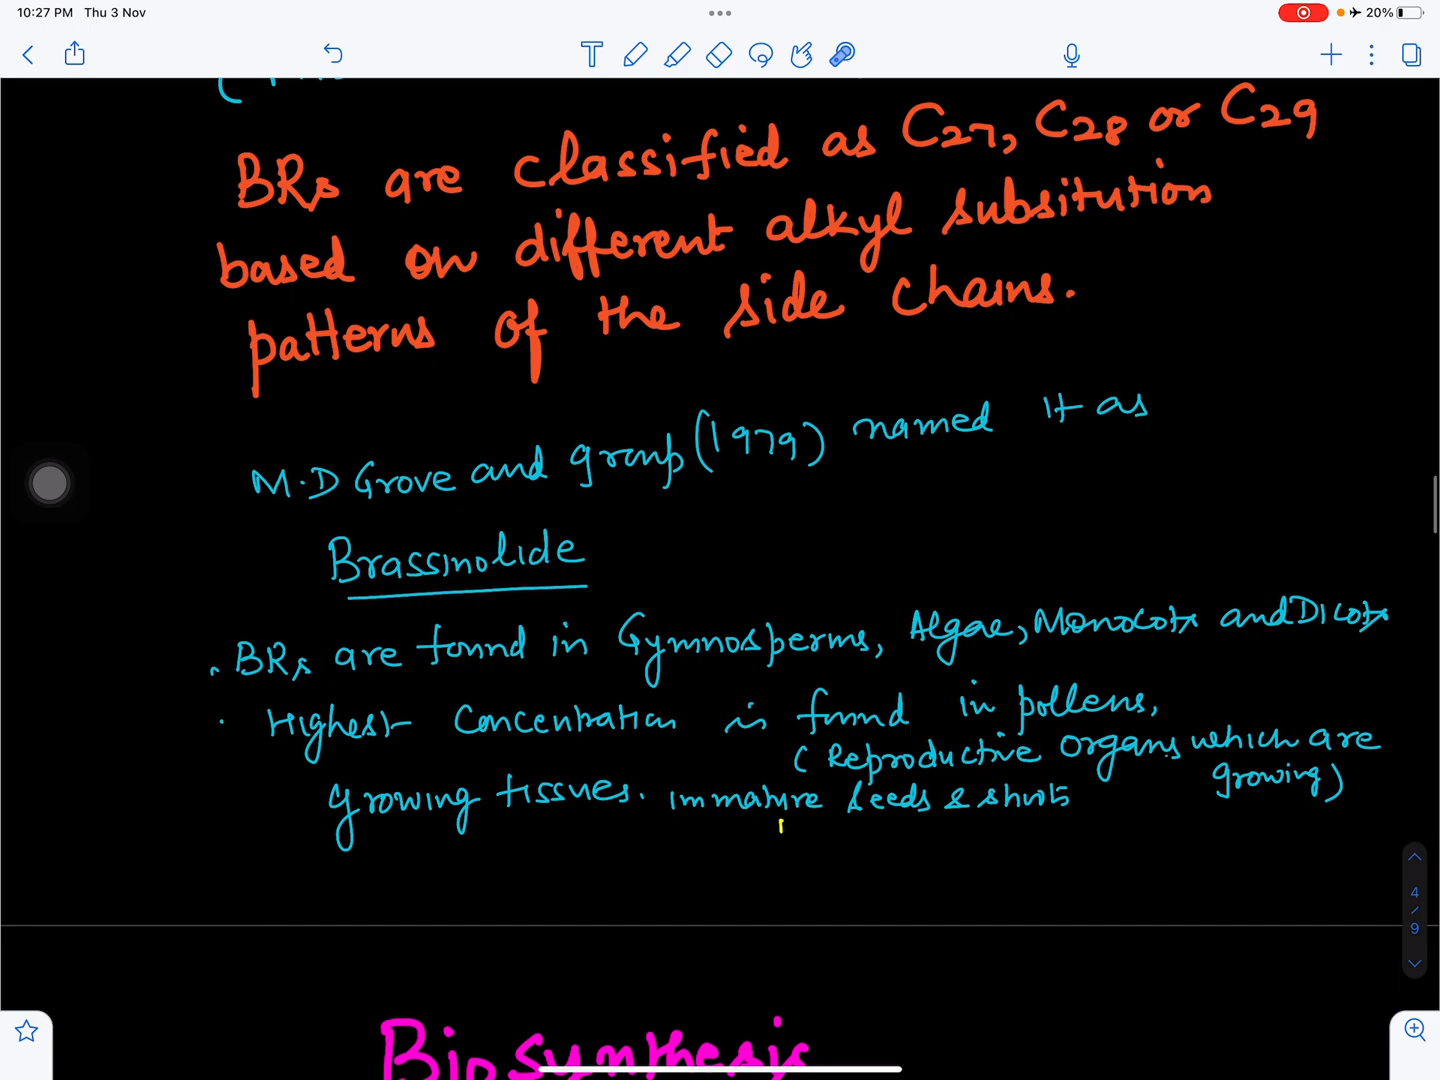 10:27 PM Thu 3 Nov
20%
BRs are classified as C27, C28 or C29
based on different alkyl subsitution
patterns of the side chains.
M.D Grove and group (1979) named it as
Brassinolide
. BRs are found in Gymnosperms, Algae, Monocots and Dicots
. Highest concentration is found in pollens,
( Reproductive organs which are
growing)
growing tissues. immature seeds & shoots
4
/
9
Biosynthesis